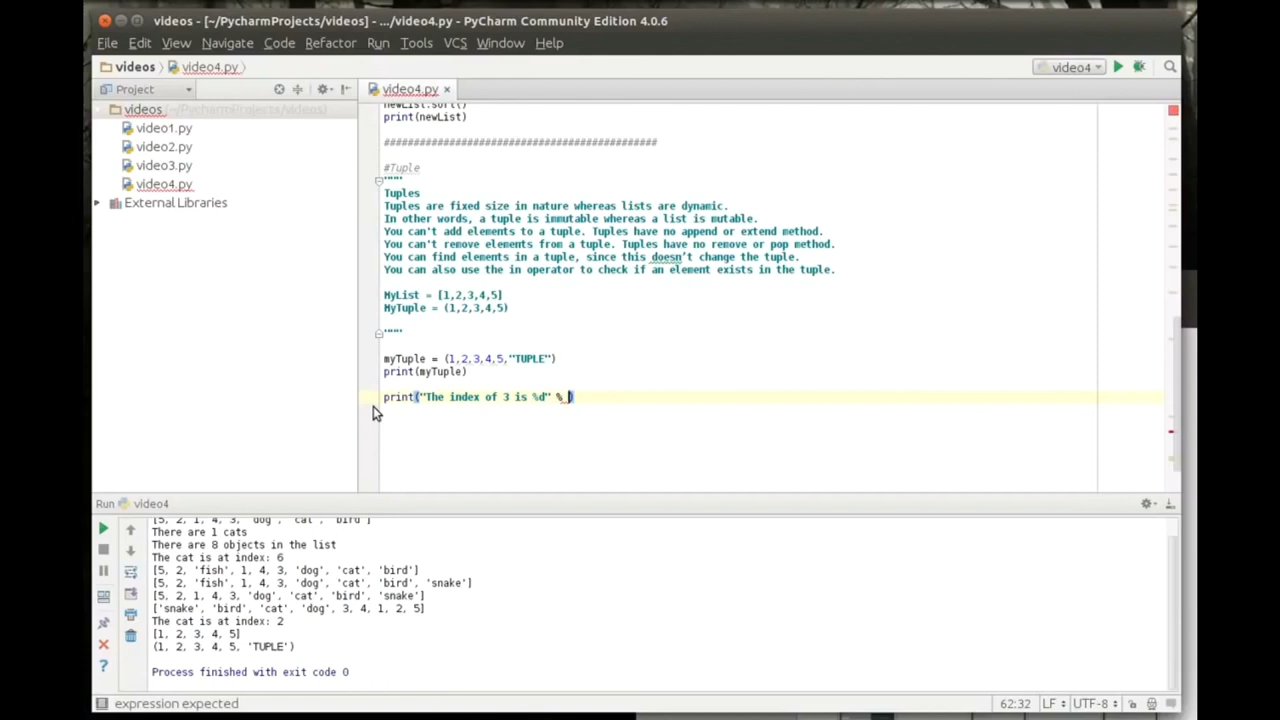 videos - [~/PycharmProjects/videos] - .../video4.py - PyCharm Community Edition 4.0.6
File Edit View Navigate Code Refactor Run Tools VCS Window Help
videos video4.py video4
Project video4.py
videos (~/PycharmProjects/videos)
video1.py
video2.py
video3.py
video4.py
External Libraries
newList.sort()
print(newList)
###############################################
#Tuple
"""
Tuples
Tuples are fixed size in nature whereas lists are dynamic.
In other words, a tuple is immutable whereas a list is mutable.
You can't add elements to a tuple. Tuples have no append or extend method.
You can't remove elements from a tuple. Tuples have no remove or pop method.
You can find elements in a tuple, since this doesn't change the tuple.
You can also use the in operator to check if an element exists in the tuple.
MyList = [1,2,3,4,5]
MyTuple = (1,2,3,4,5)
"""
myTuple = (1,2,3,4,5,"TUPLE")
print(myTuple)
print("The index of 3 is %d" % )
Run video4
[5, 2, 1, 4, 3, 'dog', 'cat', 'bird']
There are 1 cats
There are 8 objects in the list
The cat is at index: 6
[5, 2, 'fish', 1, 4, 3, 'dog', 'cat', 'bird']
[5, 2, 'fish', 1, 4, 3, 'dog', 'cat', 'bird', 'snake']
[5, 2, 1, 4, 3, 'dog', 'cat', 'bird', 'snake']
['snake', 'bird', 'cat', 'dog', 3, 4, 1, 2, 5]
The cat is at index: 2
[1, 2, 3, 4, 5]
(1, 2, 3, 4, 5, 'TUPLE')
Process finished with exit code 0
expression expected 62:32 LF UTF-8